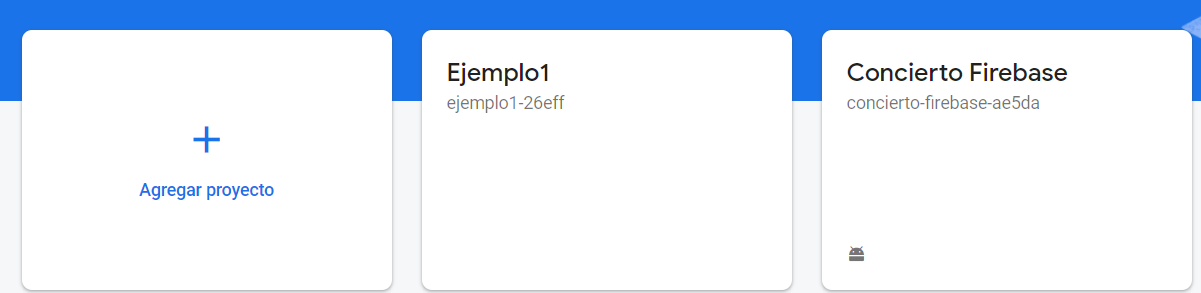 Agregar proyecto
Ejemplo1
ejemplo1-26eff
Concierto Firebase
concierto-firebase-ae5da